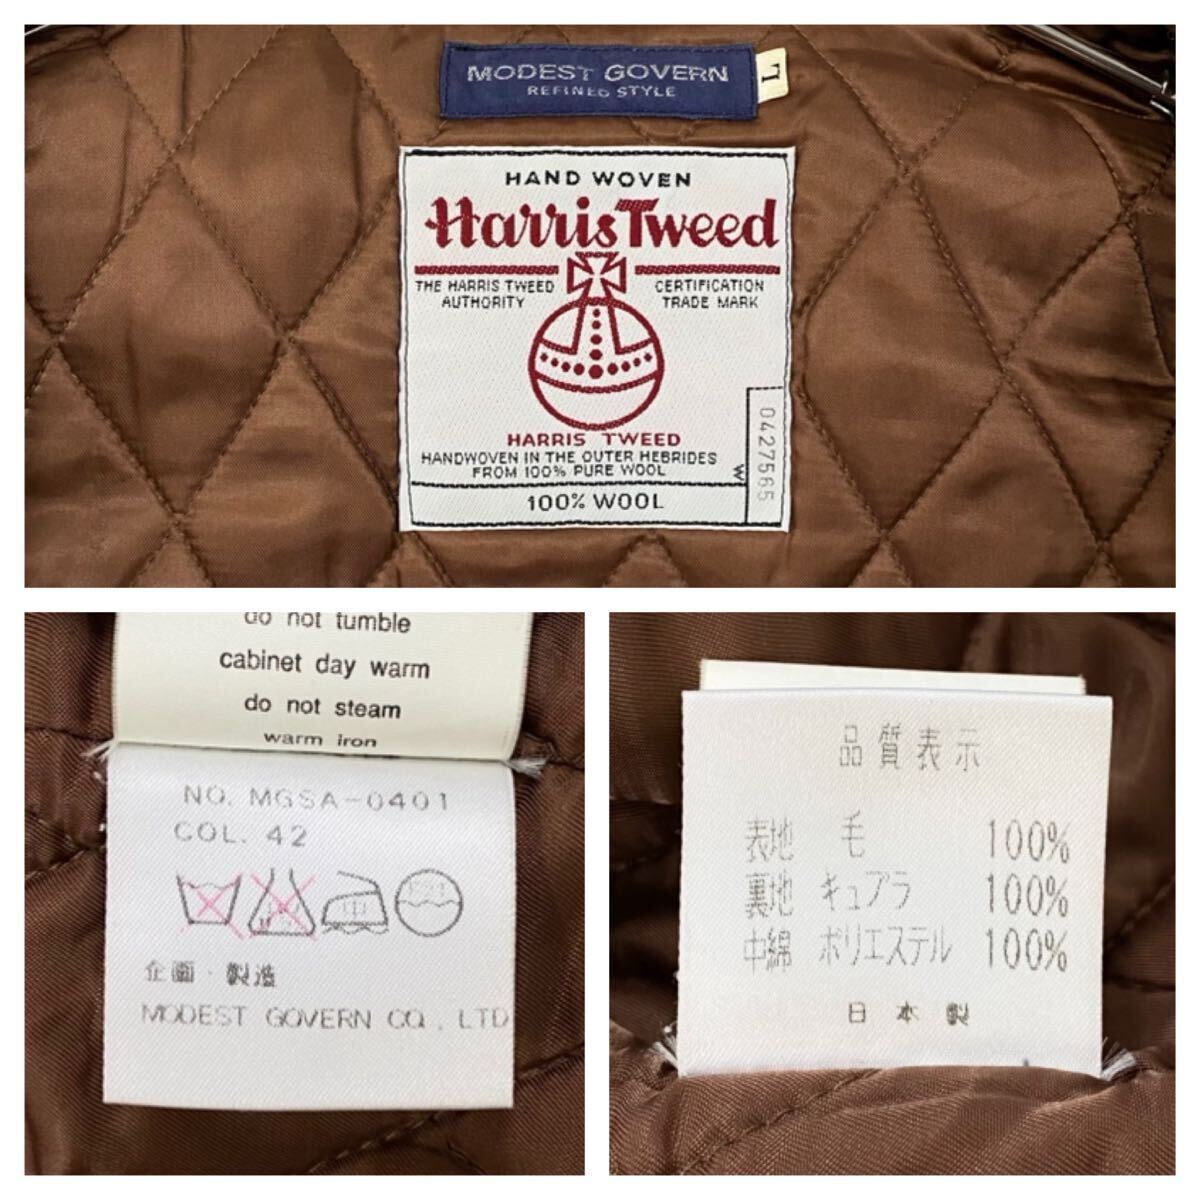 MODEST GOVERN
REFINED STYLE
L
HAND WOVEN
Harris Tweed
THE HARRIS TWEED
AUTHORITY
CERTIFICATION
TRADE MARK
HARRIS TWEED
HANDWOVEN IN THE OUTER HEBRIDES
FROM 100% PURE WOOL
100% WOOL
W
0427565
do not tumble
cabinet day warm
do not steam
warm iron
NO. MGSA-0401
COL. 42
中
企画・製造
MODEST GOVERN CO., LTD
品質表示
表地 毛 100%
裏地 キュプラ 100%
中綿 ポリエステル 100%
日本製